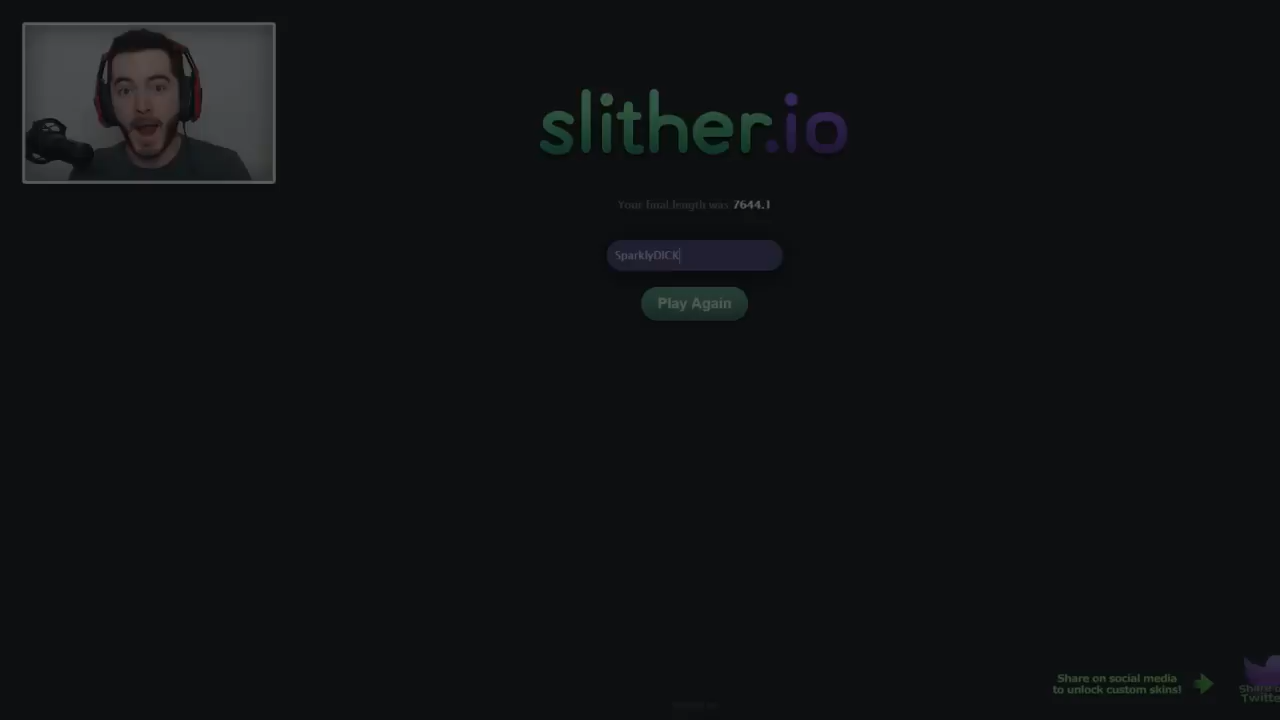 slither.io
Your final length was 7644.1
SparklyDICK
Play Again
Share on social media
to unlock custom skins!
Twitte